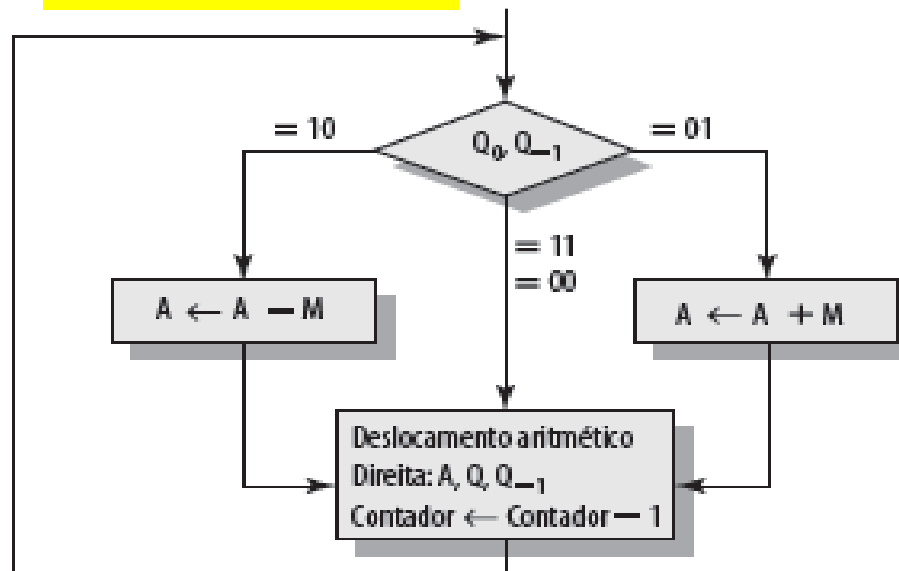 = 10
Q₀, Q₋₁
= 01
= 11
= 00
A ← A − M
A ← A + M
Deslocamento aritmético
Direita: A, Q, Q₋₁
Contador ← Contador − 1